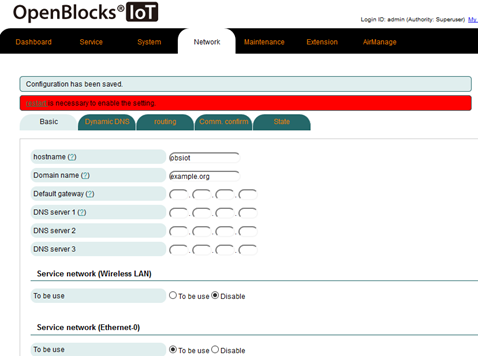 OpenBlocks® IoT
Login ID: admin (Authority: Superuser) My
Dashboard Service System Network Maintenance Extension AirManage
Configuration has been saved.
restart is necessary to enable the setting.
Basic Dynamic DNS routing Comm. confirm State
hostname (?) obsiot
Domain name (?) example.org
Default gateway (?) . . .
DNS server 1 (?) . . .
DNS server 2 . . .
DNS server 3 . . .
Service network (Wireless LAN)
To be use To be use Disable
Service network (Ethernet-0)
To be use To be use Disable